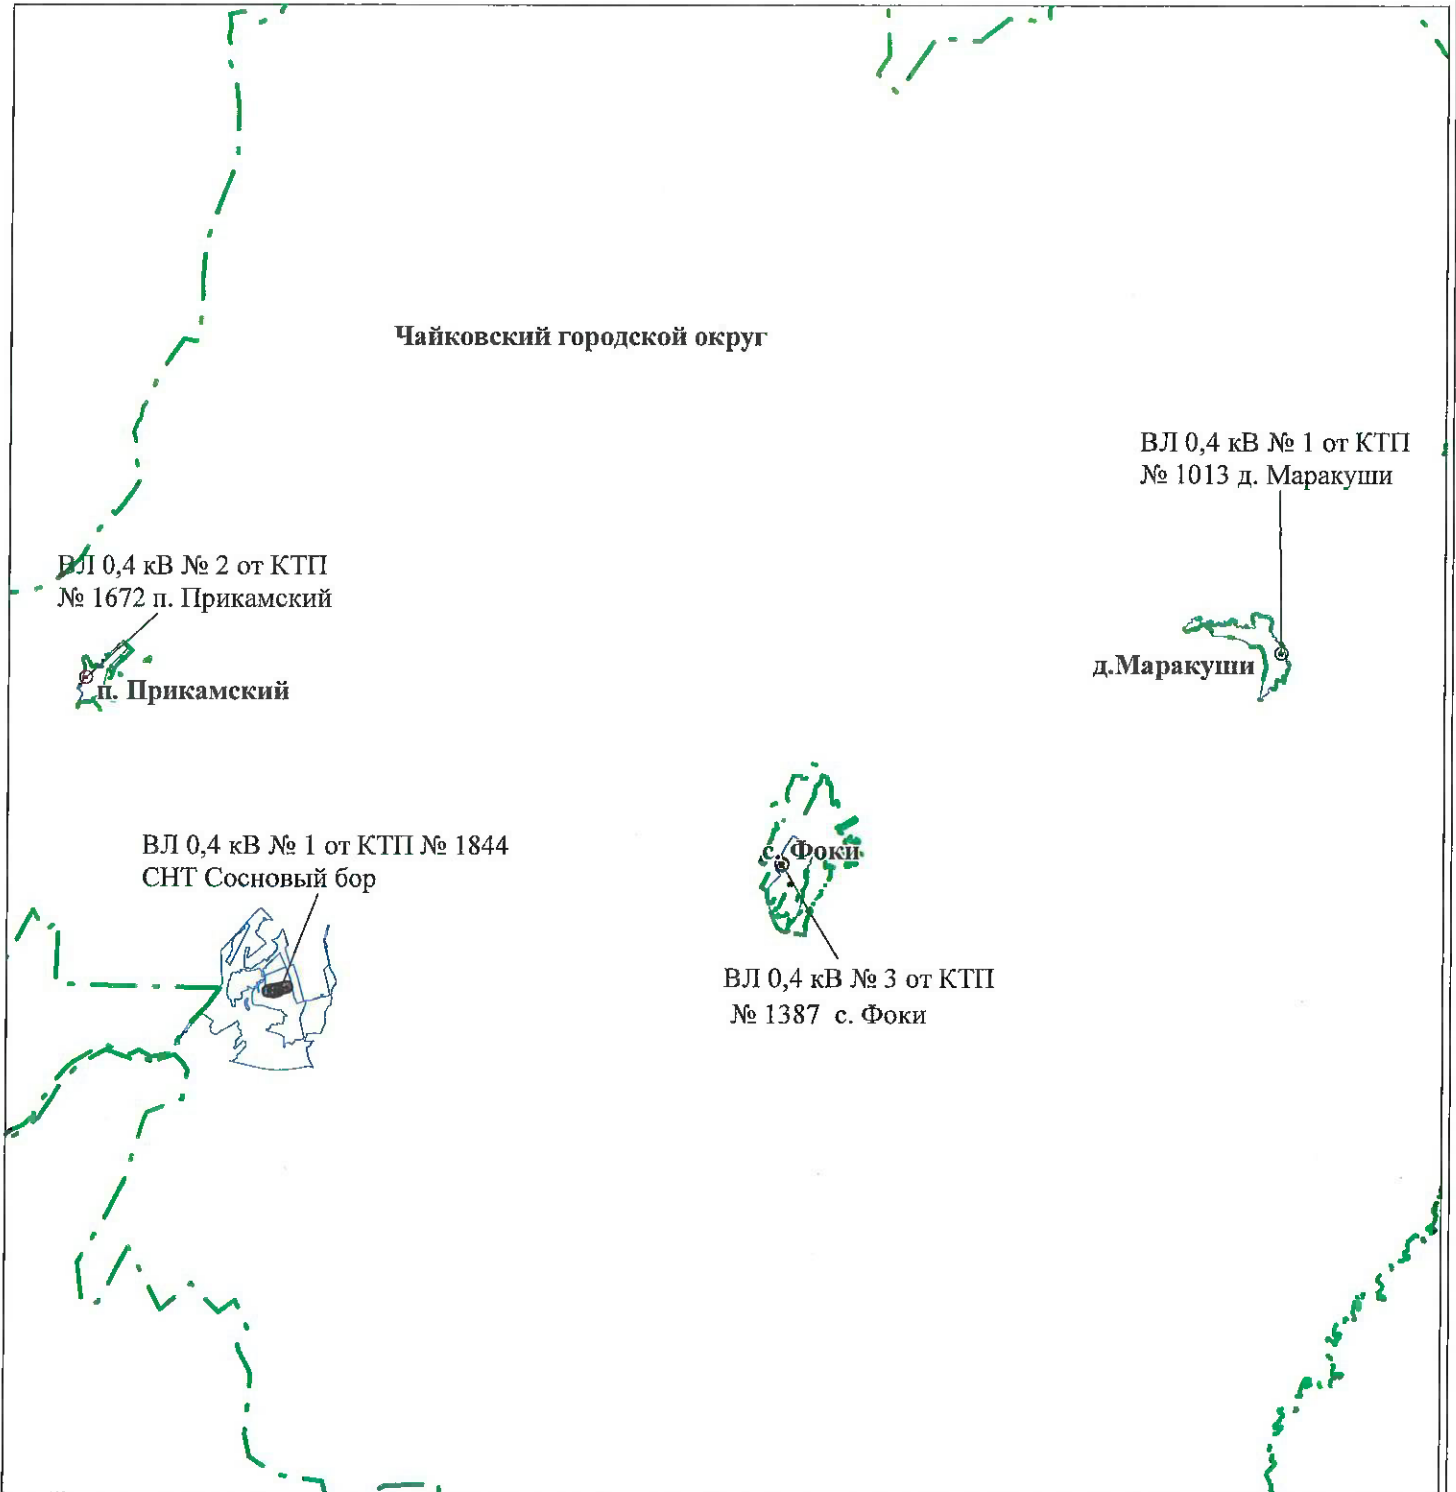 Чайковский городской округ
ВЛ 0,4 кВ № 1 от КТП
№ 1013 д. Маракуши
ВЛ 0,4 кВ № 2 от КТП
№ 1672 п. Прикамский
д.Маракуши
п. Прикамский
ВЛ 0,4 кВ № 1 от КТП № 1844
СНТ Сосновый бор
с. Фоки
ВЛ 0,4 кВ № 3 от КТП
№ 1387 с. Фоки